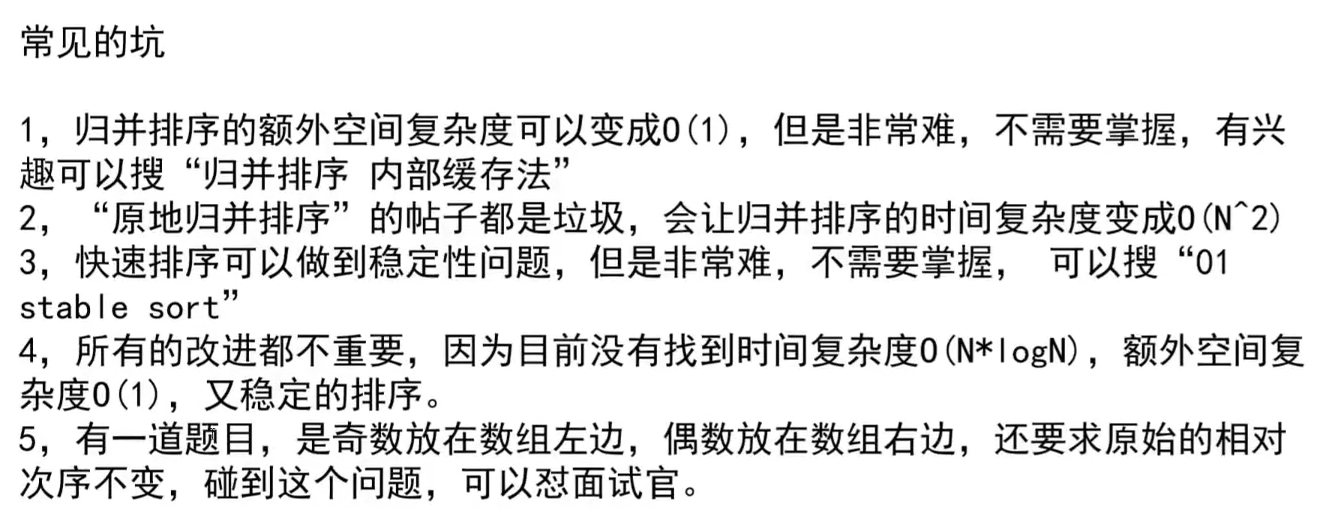 常见的坑
1，归并排序的额外空间复杂度可以变成O(1)，但是非常难，不需要掌握，有兴
趣可以搜“归并排序 内部缓存法”
2，“原地归并排序”的帖子都是垃圾，会让归并排序的时间复杂度变成O(N^2)
3，快速排序可以做到稳定性问题，但是非常难，不需要掌握， 可以搜“01
stable sort”
4，所有的改进都不重要，因为目前没有找到时间复杂度O(N*logN)，额外空间复
杂度O(1)，又稳定的排序。
5，有一道题目，是奇数放在数组左边，偶数放在数组右边，还要求原始的相对
次序不变，碰到这个问题，可以怼面试官。